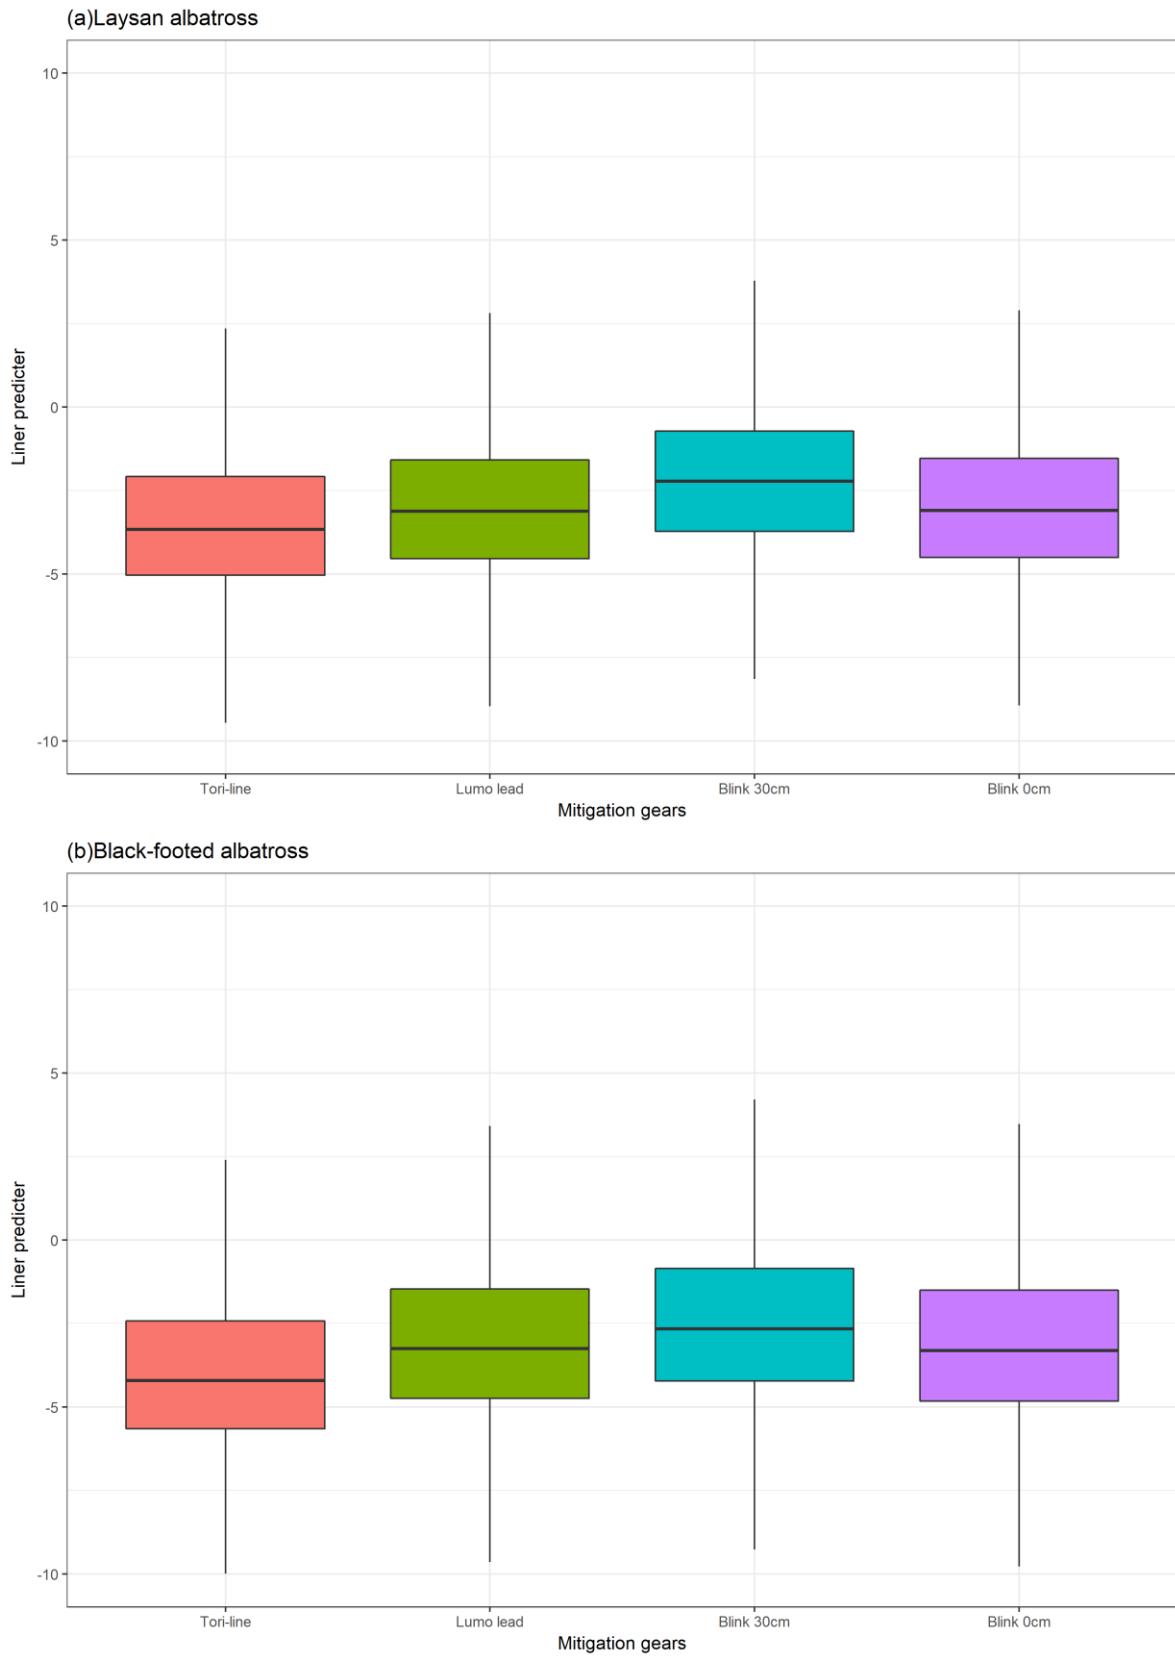 (a)Laysan albatross
10
5
0
-5
-10
Liner predicter
Tori-line Lumo lead Blink 30cm Blink 0cm
Mitigation gears
(b)Black-footed albatross
10
5
0
-5
-10
Liner predicter
Tori-line Lumo lead Blink 30cm Blink 0cm
Mitigation gears